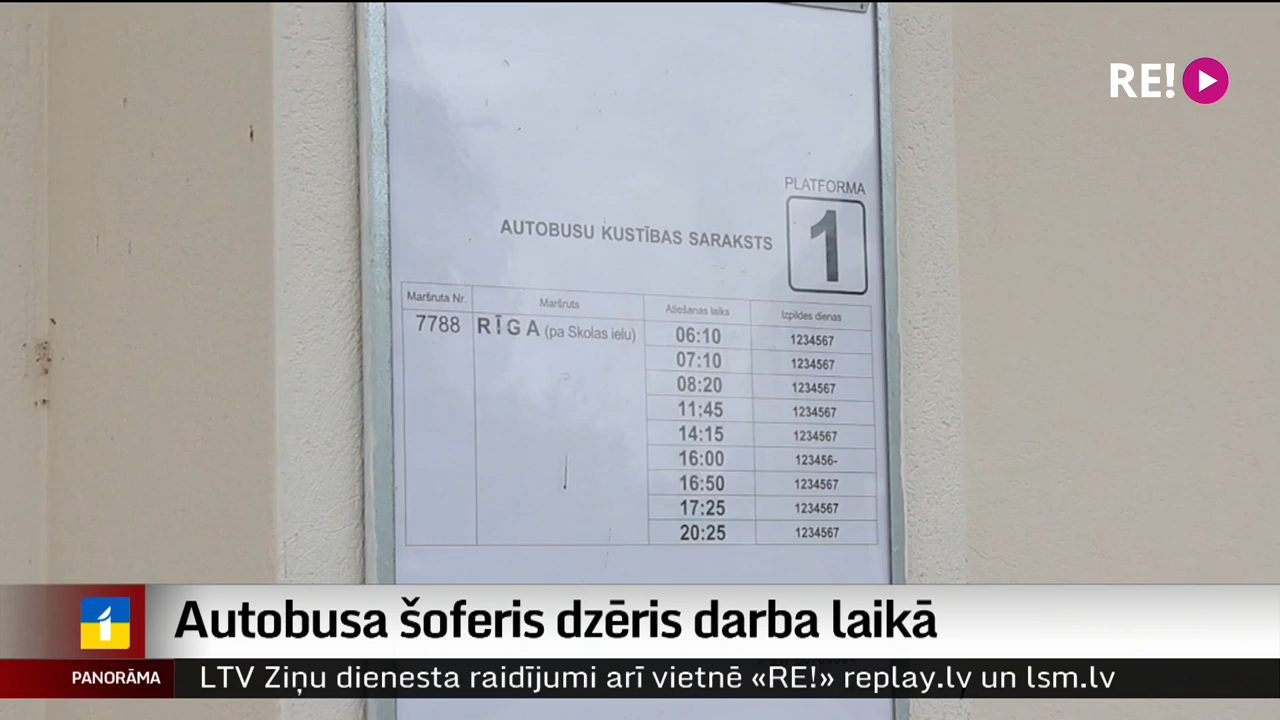 RE!
PLATFORMA
1
AUTOBUSU KUSTĪBAS SARAKSTS
Maršruta Nr. Maršruts Atiešanas laiks Izpildes dienas
7788 RĪGA (pa Skolas ielu) 06:10 1234567
07:10 1234567
08:20 1234567
11:45 1234567
14:15 1234567
16:00 123456-
16:50 1234567
17:25 1234567
20:25 1234567
1
Autobusa šoferis dzēris darba laikā
PANORĀMA LTV Ziņu dienesta raidījumi arī vietnē «RE!» replay.lv un lsm.lv